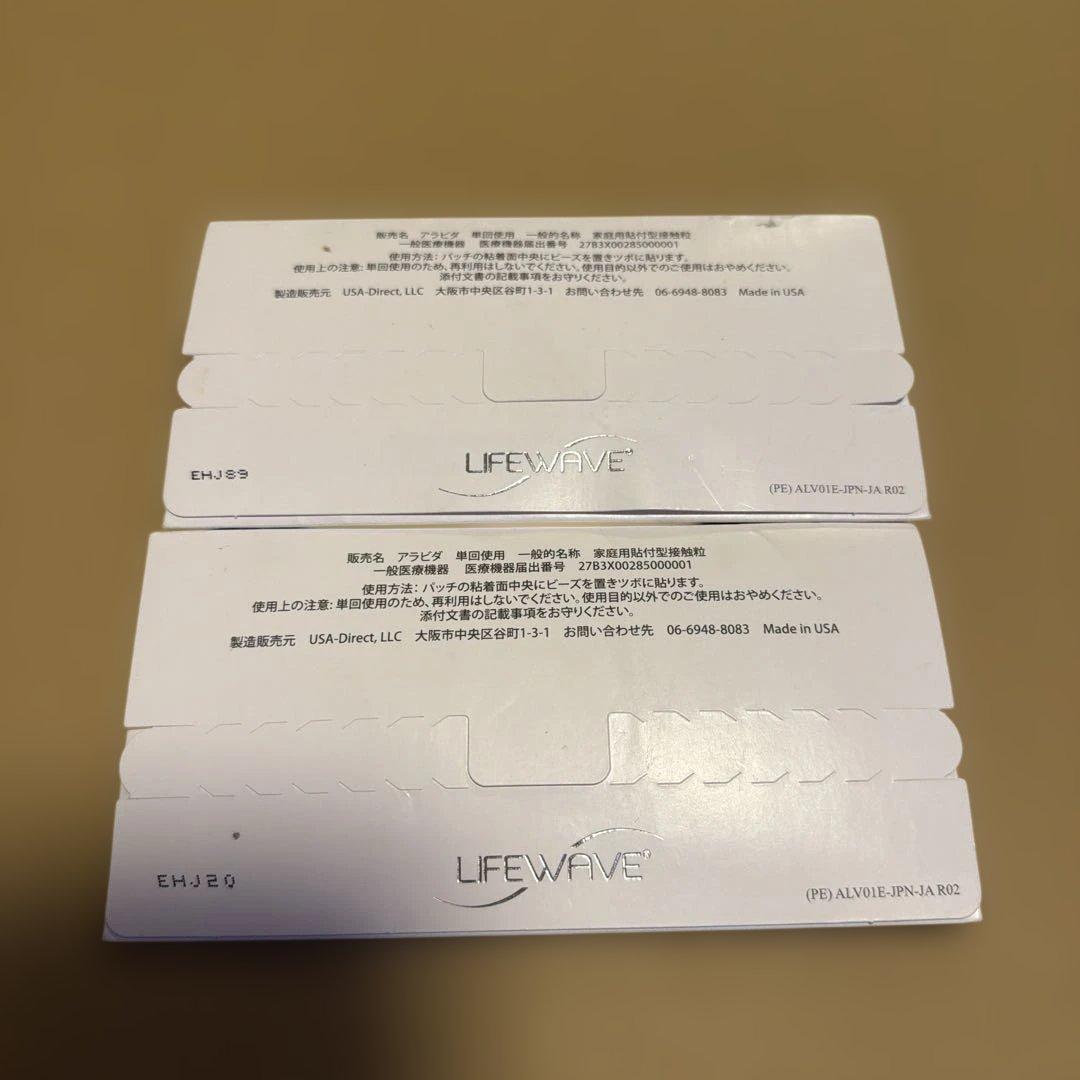 販売名 アラビダ 単回使用 一般的名称 家庭用貼付型接触粒
一般医療機器 医療機器届出番号 27B3X00285000001
使用方法：パッチの粘着面中央にビーズを置きツボに貼ります。
使用上の注意: 単回使用のため、再利用はしないでください。使用目的以外でのご使用はおやめください。
添付文書の記載事項をお守りください。
製造販売元 USA-Direct, LLC 大阪市中央区谷町1-3-1 お問い合わせ先 06-6948-8083 Made in USA
LIFEWAVE®
EHJ89
(PE) ALV01E-JPN-JA R02
販売名 アラビダ 単回使用 一般的名称 家庭用貼付型接触粒
一般医療機器 医療機器届出番号 27B3X00285000001
使用方法：パッチの粘着面中央にビーズを置きツボに貼ります。
使用上の注意: 単回使用のため、再利用はしないでください。使用目的以外でのご使用はおやめください。
添付文書の記載事項をお守りください。
製造販売元 USA-Direct, LLC 大阪市中央区谷町1-3-1 お問い合わせ先 06-6948-8083 Made in USA
LIFEWAVE®
EHJ20
(PE) ALV01E-JPN-JA R02